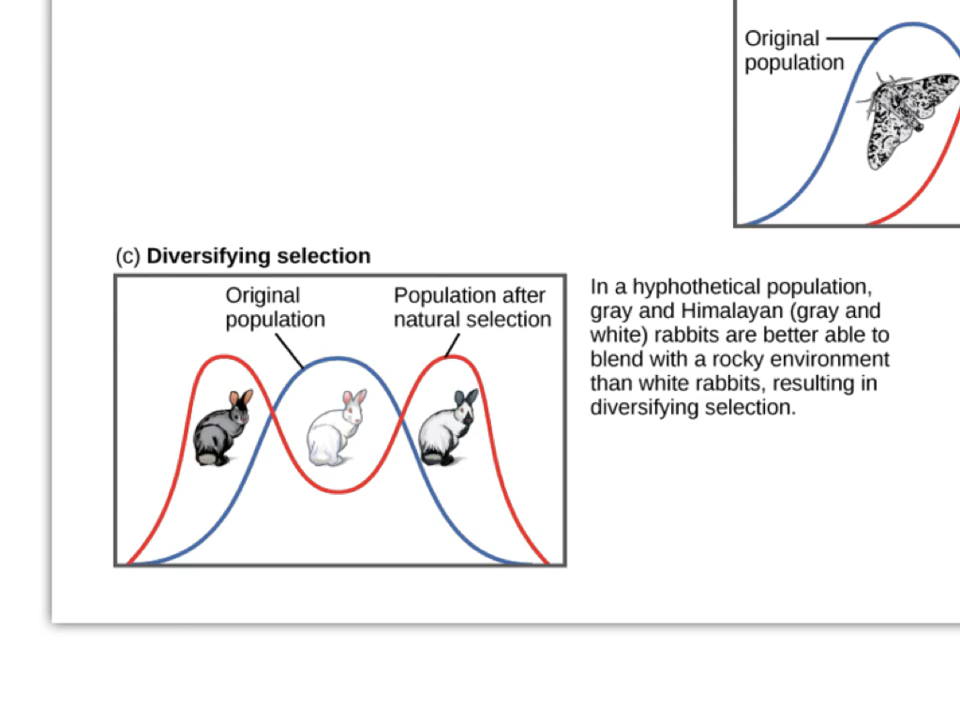 Original
population
(c) Diversifying selection
Original
population
Population after
natural selection
In a hyphothetical population,
gray and Himalayan (gray and
white) rabbits are better able to
blend with a rocky environment
than white rabbits, resulting in
diversifying selection.